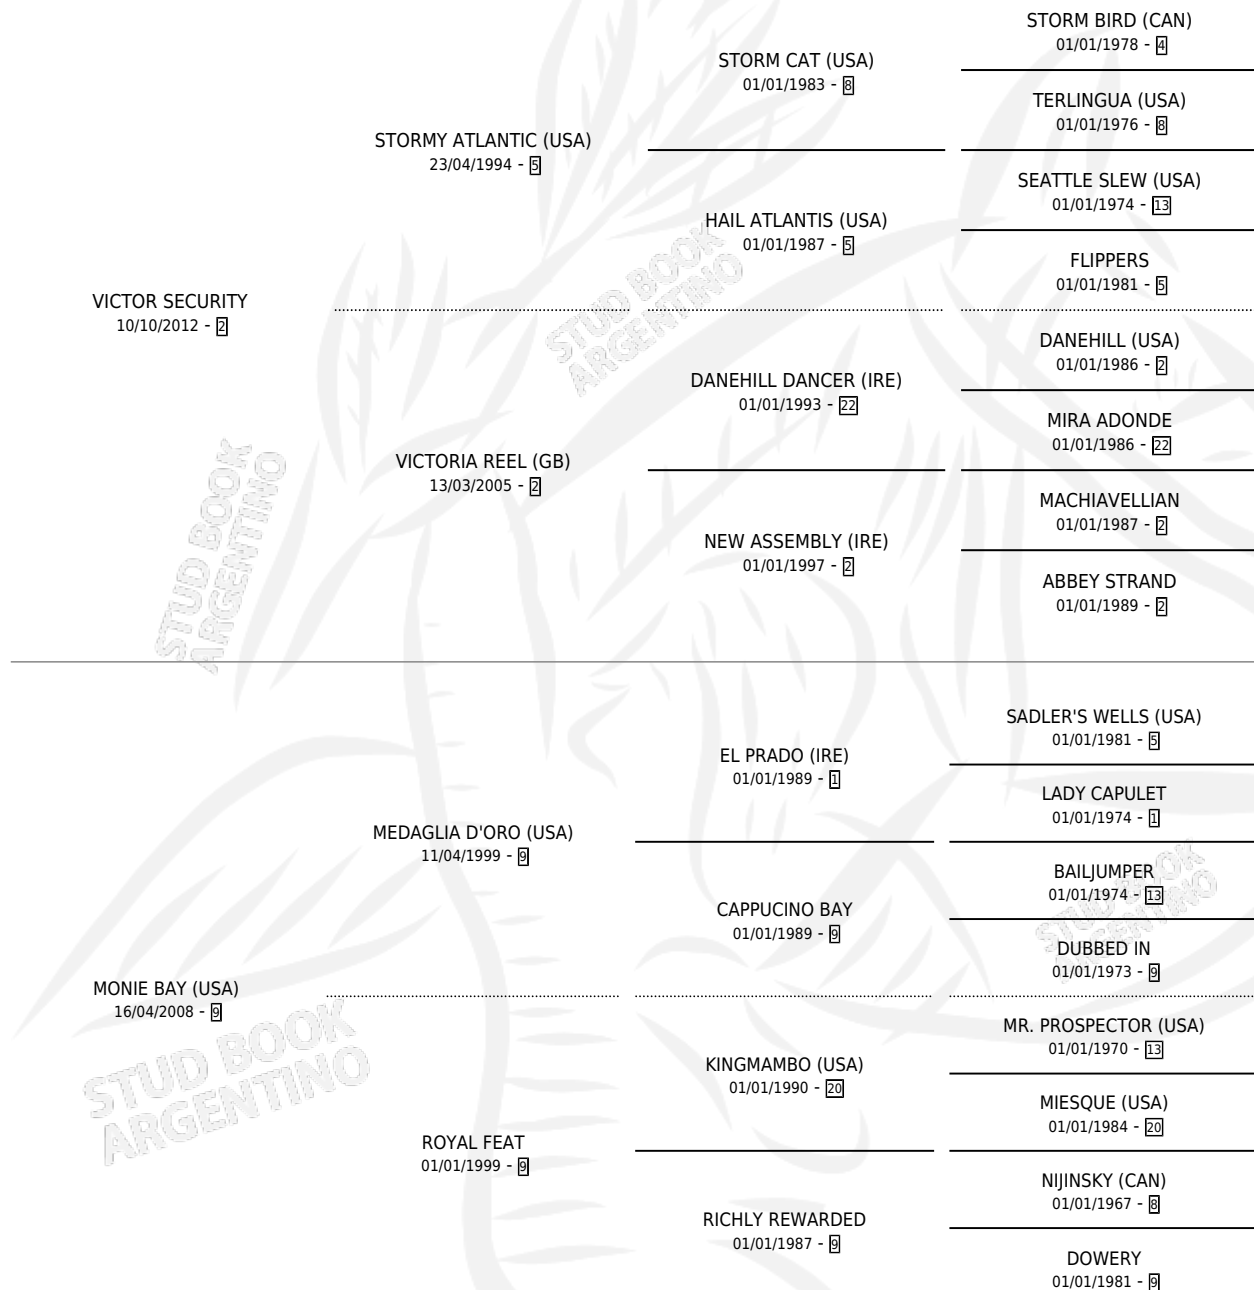 STORM BIRD (CAN)
01/01/1978 - 4
STORM CAT (USA)
01/01/1983 - 8
TERLINGUA (USA)
01/01/1976 - 8
STORMY ATLANTIC (USA)
23/04/1994 - 5
SEATTLE SLEW (USA)
01/01/1974 - 13
HAIL ATLANTIS (USA)
01/01/1987 - 5
FLIPPERS
01/01/1981 - 5
STUD BOOK
ARGENTINO
VICTOR SECURITY
10/10/2012 - 2
DANEHILL (USA)
01/01/1986 - 2
DANEHILL DANCER (IRE)
01/01/1993 - 22
MIRA ADONDE
01/01/1986 - 22
VICTORIA REEL (GB)
13/03/2005 - 2
MACHIAVELLIAN
01/01/1987 - 2
NEW ASSEMBLY (IRE)
01/01/1997 - 2
ABBEY STRAND
01/01/1989 - 2
STUD BOOK
ARGENTINO
SADLER'S WELLS (USA)
01/01/1981 - 5
EL PRADO (IRE)
01/01/1989 - 1
LADY CAPULET
01/01/1974 - 1
MEDAGLIA D'ORO (USA)
11/04/1999 - 9
BAILJUMPER
01/01/1974 - 13
CAPPUCINO BAY
01/01/1989 - 9
DUBBED IN
01/01/1973 - 9
STUD BOOK
ARGENTINO
MONIE BAY (USA)
16/04/2008 - 9
MR. PROSPECTOR (USA)
01/01/1970 - 13
KINGMAMBO (USA)
01/01/1990 - 20
MIESQUE (USA)
01/01/1984 - 20
STUD BOOK
ARGENTINO
ROYAL FEAT
01/01/1999 - 9
NIJINSKY (CAN)
01/01/1967 - 8
RICHLY REWARDED
01/01/1987 - 9
DOWERY
01/01/1981 - 9